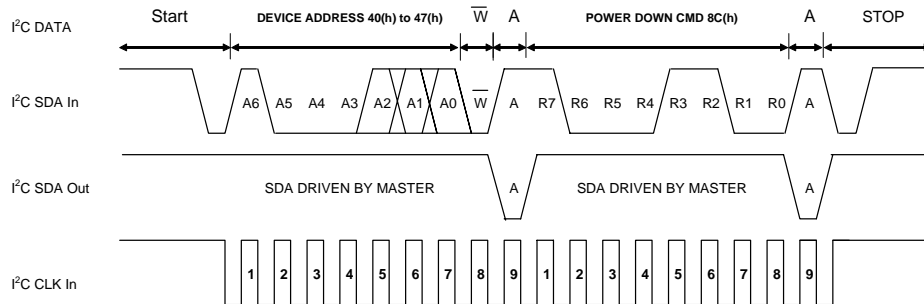 I²C DATA Start DEVICE ADDRESS 40(h) to 47(h) W̅ A POWER DOWN CMD 8C(h) A STOP
I²C SDA In A6 A5 A4 A3 A2 A1 A0 W̅ A R7 R6 R5 R4 R3 R2 R1 R0 A
I²C SDA Out SDA DRIVEN BY MASTER A SDA DRIVEN BY MASTER A
I²C CLK In 1 2 3 4 5 6 7 8 9 1 2 3 4 5 6 7 8 9